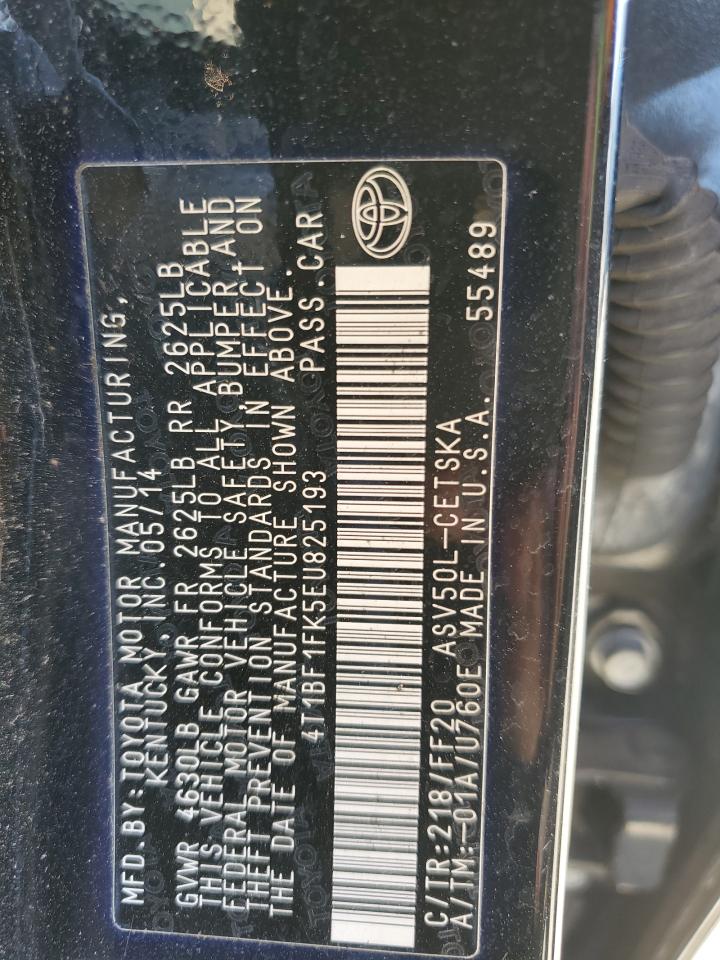 MFD.BY:TOYOTA MOTOR MANUFACTURING,
KENTUCKY, INC.05/14
GVWR 4630LB GAWR FR 2625LB RR 2625LB
THIS VEHICLE CONFORMS TO ALL APPLICABLE
FEDERAL MOTOR VEHICLE SAFETY,BUMPER,AND
THEFT PREVENTION STANDARDS IN EFFECT ON
THE DATE OF MANUFACTURE SHOWN ABOVE.
4T1BF1FK5EU825193 PASS.CAR
C/TR:218/FF20 ASV50L-CETSKA
A/TM:-01A/U760E MADE IN U.S.A. 55489